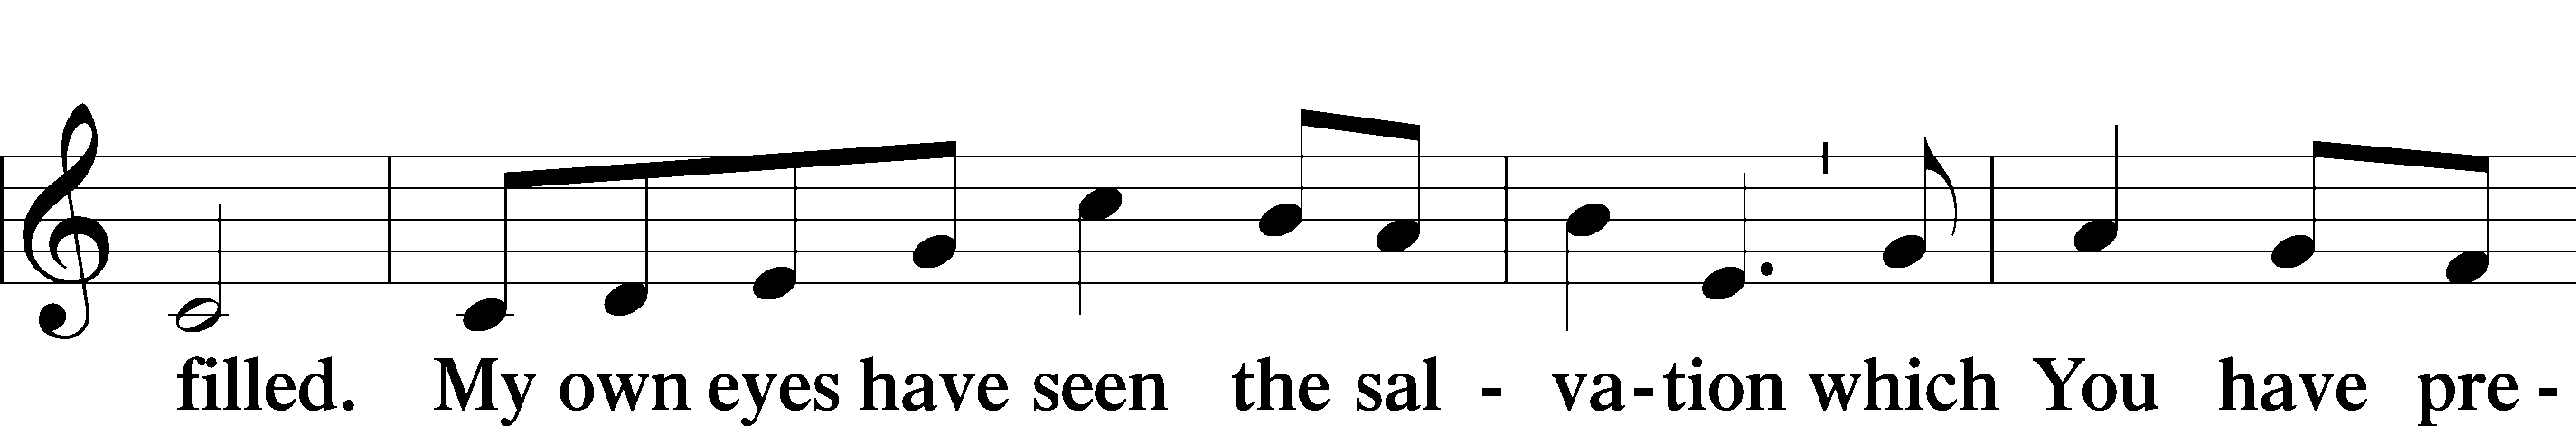 filled. My own eyes have seen the sal - va-tion which You have pre -